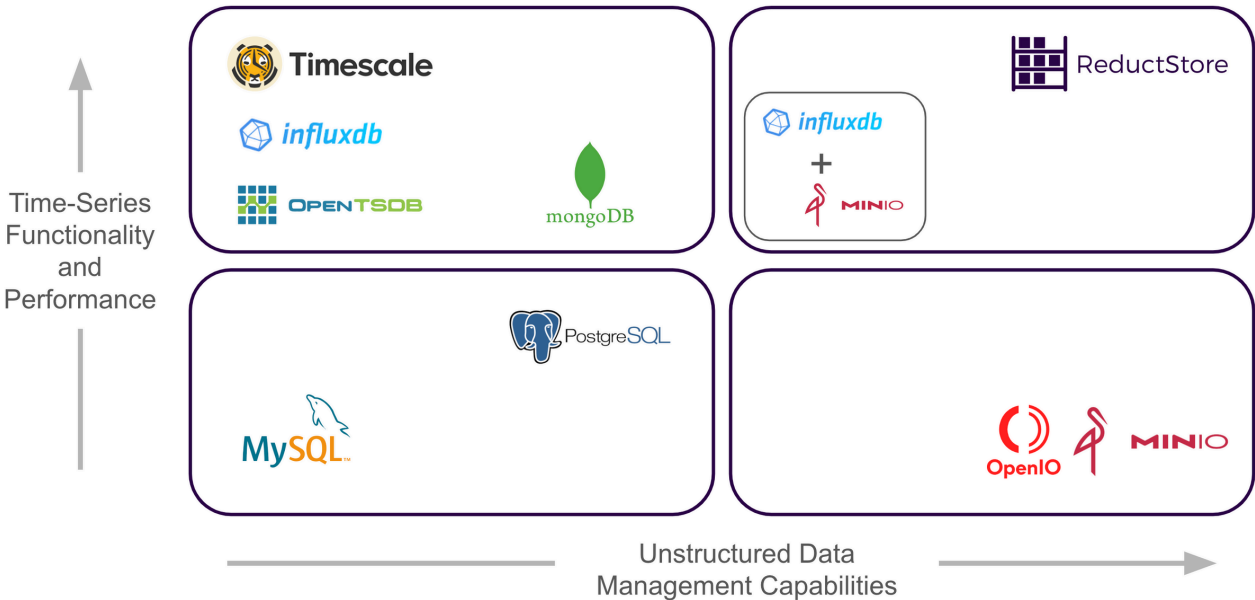 Timescale
influxdb
OPENTSDB
mongoDB
ReductStore
influxdb
+
MINIO
Time-Series
Functionality
and
Performance
PostgreSQL
MySQL™
OpenIO
MINIO
Unstructured Data
Management Capabilities